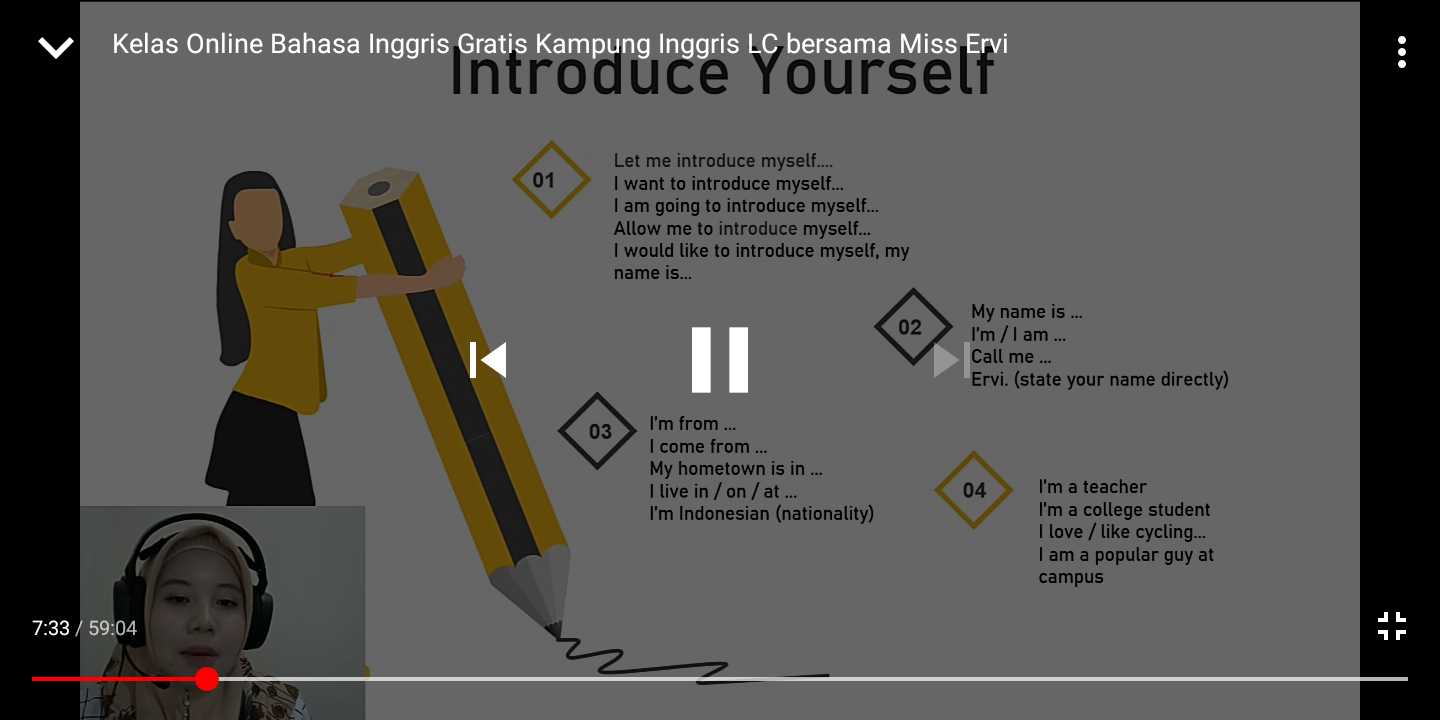 Kelas Online Bahasa Inggris Gratis Kampung Inggris LC bersama Miss Ervi
Introduce Yourself
01
Let me introduce myself....
I want to introduce myself...
I am going to introduce myself...
Allow me to introduce myself...
I would like to introduce myself, my
name is...
02
My name is ...
I'm / I am ...
Call me ...
Ervi. (state your name directly)
03
I'm from ...
I come from ...
My hometown is in ...
I live in / on / at ...
I'm Indonesian (nationality)
04
I'm a teacher
I'm a college student
I love / like cycling...
I am a popular guy at
campus
7:33 / 59:04